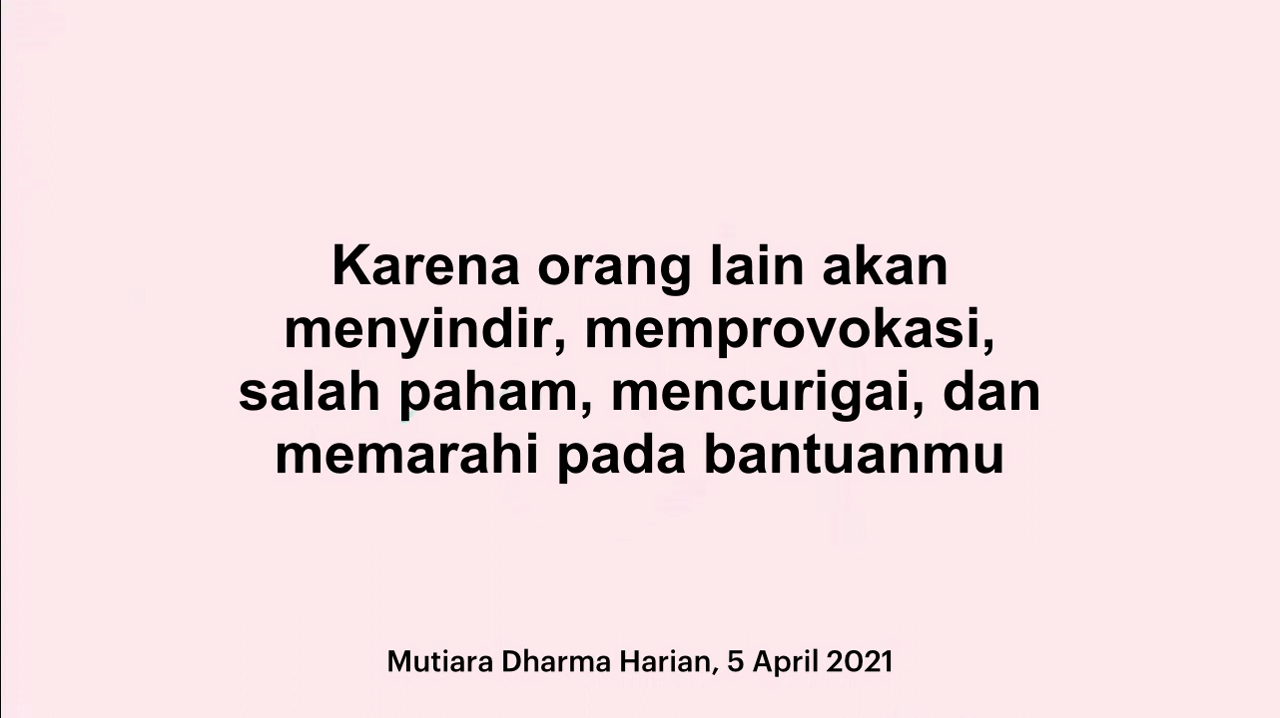 Karena orang lain akan
menyindir, memprovokasi,
salah paham, mencurigai, dan
memarahi pada bantuanmu
Mutiara Dharma Harian, 5 April 2021